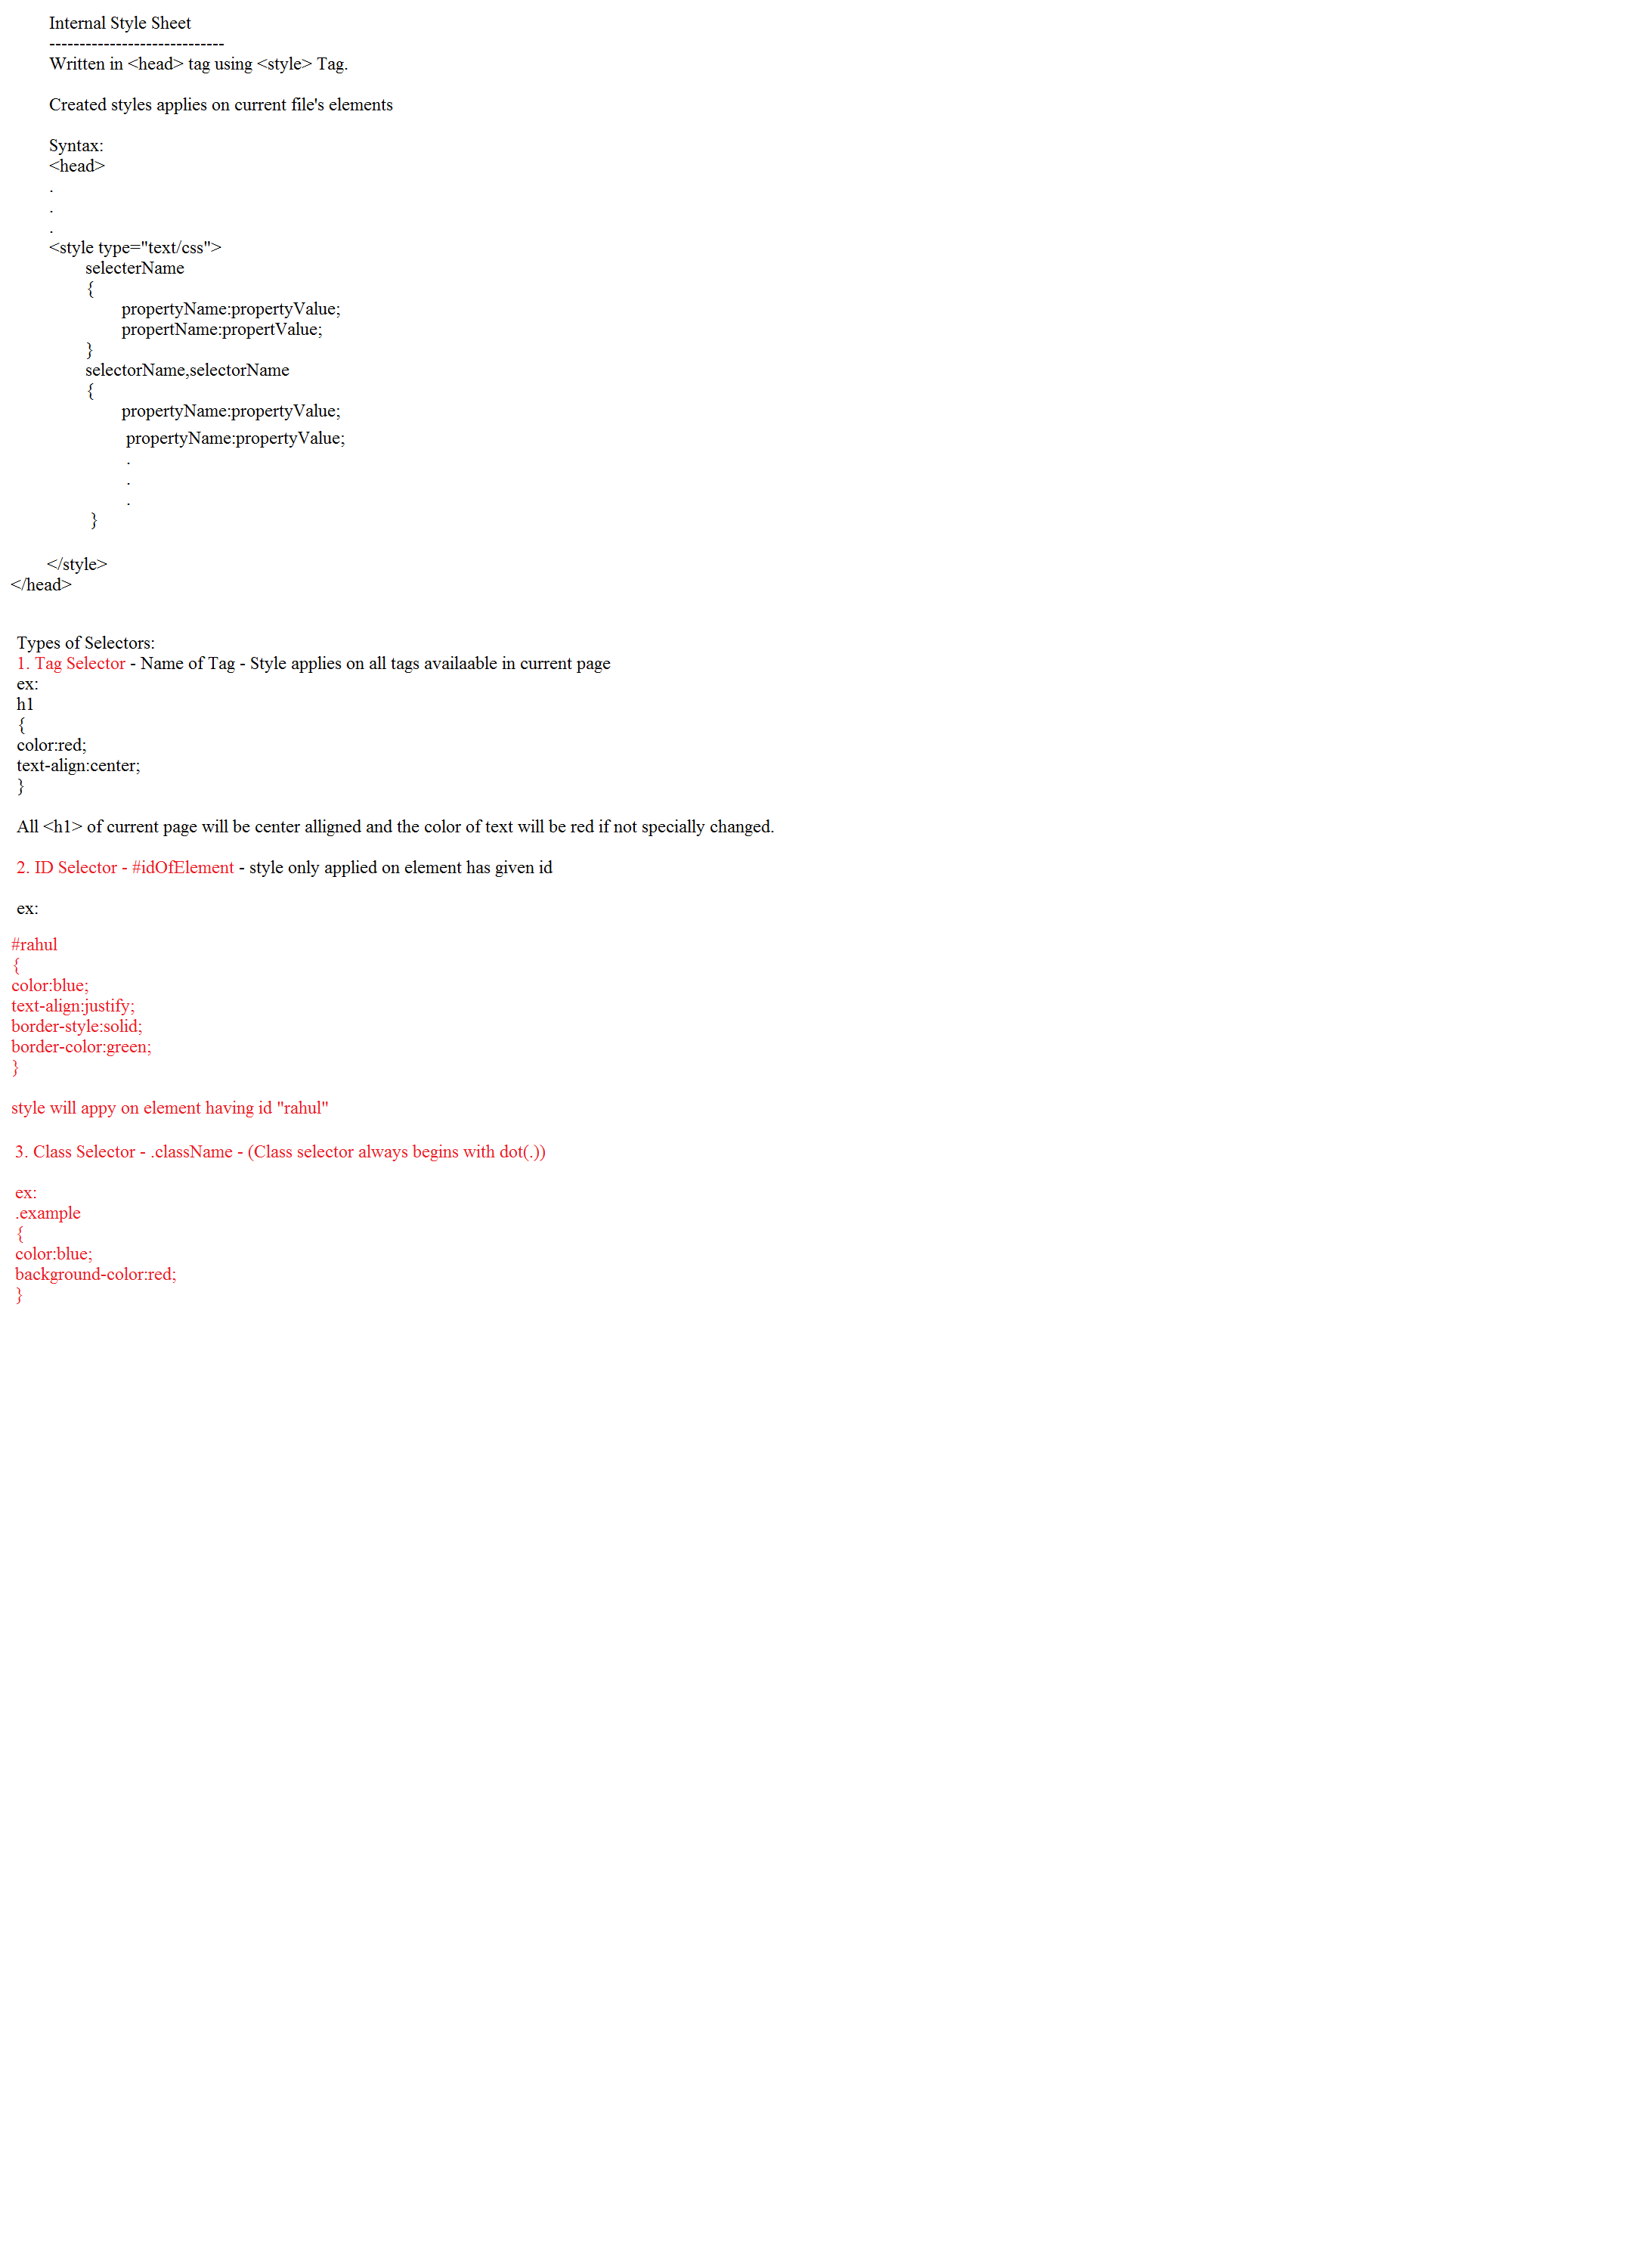 Internal Style Sheet
-----------------------------
Written in <head> tag using <style> Tag.
Created styles applies on current file's elements
Syntax:
<head>
.
.
.
<style type="text/css">
selecterName
{
propertyName:propertyValue;
propertName:propertValue;
}
selectorName,selectorName
{
propertyName:propertyValue;
propertyName:propertyValue;
.
.
.
}
</style>
</head>
Types of Selectors:
1. Tag Selector - Name of Tag - Style applies on all tags availaable in current page
ex:
h1
{
color:red;
text-align:center;
}
All <h1> of current page will be center alligned and the color of text will be red if not specially changed.
2. ID Selector - #idOfElement - style only applied on element has given id
ex:
#rahul
{
color:blue;
text-align:justify;
border-style:solid;
border-color:green;
}
style will appy on element having id "rahul"
3. Class Selector - .className - (Class selector always begins with dot(.))
ex:
.example
{
color:blue;
background-color:red;
}